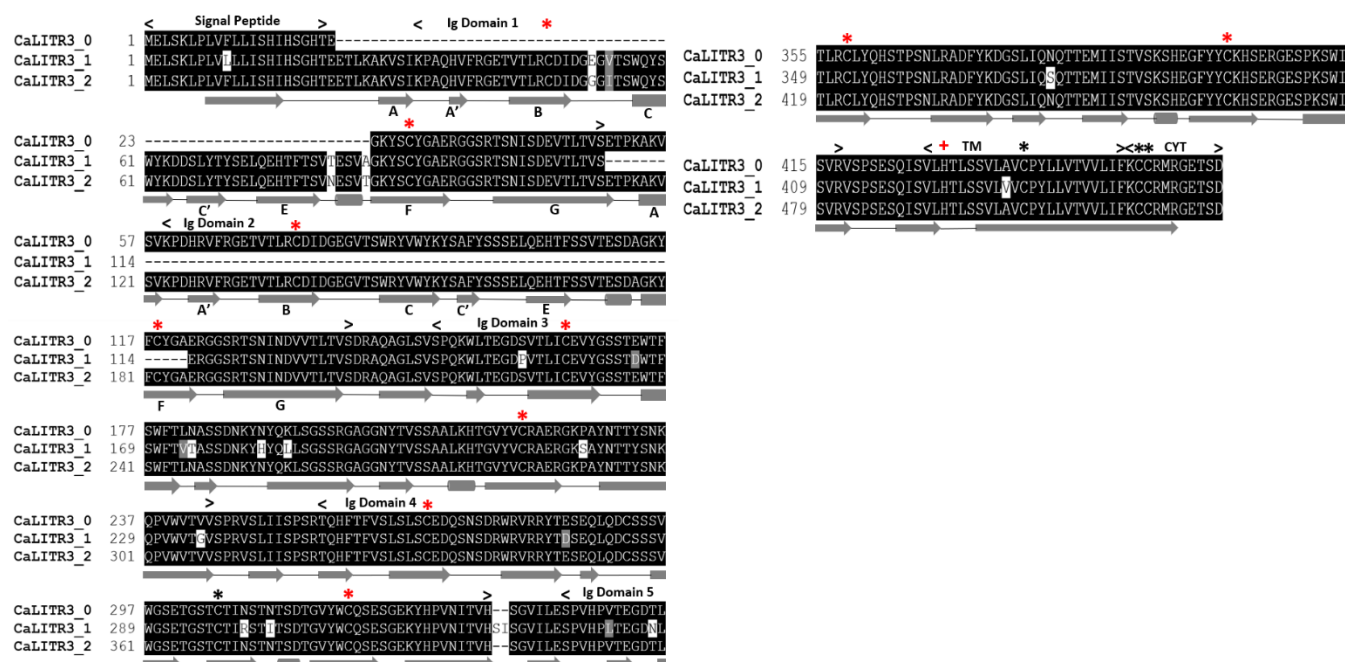 < Signal Peptide > < Ig Domain 1 *
CaLITR3_0 1 MELSKLPLVFLLISHIHSGHTE--------------------------------------
CaLITR3_1 1 MELSKLPLVLLLISHIHSGHTEETLKAKVSIKPAQHVFRGETVTLRCDIDGEGVTSWQYS
CaLITR3_2 1 MELSKLPLVFLLISHIHSGHTEETLKAKVSIKPAQHVFRGETVTLRCDIDGGGITSWQYS
A A' B C
* >
CaLITR3_0 23 --------------------------GKYSCYGAERGGSRTSNISDEVTLTVSETPKAKV
CaLITR3_1 61 WYKDDSLYTYSELQEHTFTSVTESVAGKYSCYGAERGGSRTSNISDEVTLTVS-------
CaLITR3_2 61 WYKDDSLYTYSELQEHTFTSVNESVTGKYSCYGAERGGSRTSNISDEVTLTVSETPKAKV
C' E F G A
< Ig Domain 2 *
CaLITR3_0 57 SVKPDHRVFRGETVTLRCDIDGEGVTSWRYVWYKYSAFYSSSELQEHTFSSVTESDAGKY
CaLITR3_1 114 ------------------------------------------------------------
CaLITR3_2 121 SVKPDHRVFRGETVTLRCDIDGEGVTSWRYVWYKYSAFYSSSELQEHTFSSVTESDAGKY
A' B C C' E
* > < Ig Domain 3 *
CaLITR3_0 117 FCYGAERGGSRTSNINDVVTLTVSDRAQAGLSVSPQKWLTEGDSVTLICEVYGSSTEWTF
CaLITR3_1 114 -----ERGGSRTSNINDVVTLTVSDRAQAGLSVSPQKWLTEGDPVTLICEVYGSSTDWTF
CaLITR3_2 181 FCYGAERGGSRTSNINDVVTLTVSDRAQAGLSVSPQKWLTEGDSVTLICEVYGSSTEWTF
F G
*
CaLITR3_0 177 SWFTLNASSDNKYNYQKLSGSSRGAGGNYTVSSAALKHTGVYVCRAERGKPAYNTTYSNK
CaLITR3_1 169 SWFTVTASSDNKYHYQLLSGSSRGAGGNYTVSSAALKHTGVYVCRAERGKSAYNTTYSNK
CaLITR3_2 241 SWFTLNASSDNKYNYQKLSGSSRGAGGNYTVSSAALKHTGVYVCRAERGKPAYNTTYSNK
> < Ig Domain 4 *
CaLITR3_0 237 QPVWVTVVSPRVSLIISPSRTQHFTFVSLSLSCEDQSNSDRWRVRRYTESEQLQDCSSSV
CaLITR3_1 229 QPVWVTGVSPRVSLIISPSRTQHFTFVSLSLSCEDQSNSDRWRVRRYTDSEQLQDCSSSV
CaLITR3_2 301 QPVWVTVVSPRVSLIISPSRTQHFTFVSLSLSCEDQSNSDRWRVRRYTESEQLQDCSSSV
* * > < Ig Domain 5
CaLITR3_0 297 WGSETGSTCTINSTNTSDTGVYWCQSESGEKYHPVNITVH--SGVILESPVHPVTEGDTL
CaLITR3_1 289 WGSETGSTCTIRSTITSDTGVYWCQSESGEKYHPVNITVHSISGVILESPVHPLTEGDNL
CaLITR3_2 361 WGSETGSTCTINSTNTSDTGVYWCQSESGEKYHPVNITVH--SGVILESPVHPVTEGDTL
* *
CaLITR3_0 355 TLRCLYQHSTPSNLRADFYKDGSLIQNQTTEMIISTVSKSHEGFYYCKHSERGESPKSWI
CaLITR3_1 349 TLRCLYQHSTPSNLRADFYKDGSLIQSQTTEMIISTVSKSHEGFYYCKHSERGESPKSWI
CaLITR3_2 419 TLRCLYQHSTPSNLRADFYKDGSLIQNQTTEMIISTVSKSHEGFYYCKHSERGESPKSWI
> < + TM * ><** CYT >
CaLITR3_0 415 SVRVSPSESQISVLHTLSSVLAVCPYLLVTVVLIFKCCRMRGETSD
CaLITR3_1 409 SVRVSPSESQISVLHTLSSVLVVCPYLLVTVVLIFKCCRMRGETSD
CaLITR3_2 479 SVRVSPSESQISVLHTLSSVLAVCPYLLVTVVLIFKCCRMRGETSD